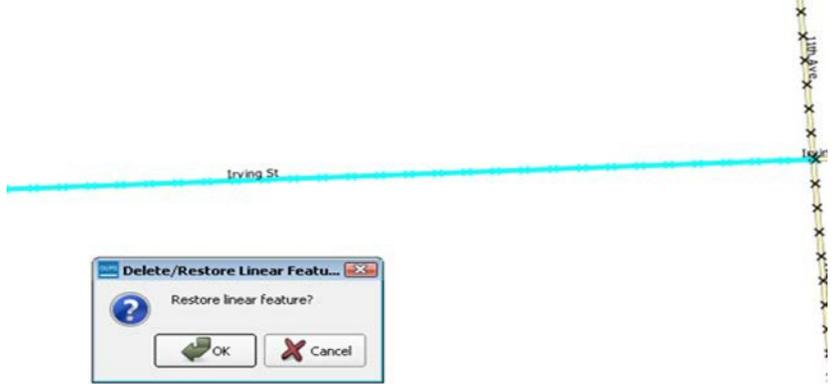 11th Ave
Irving St
Delete/Restore Linear Featu...
Restore linear feature?
OK
Cancel